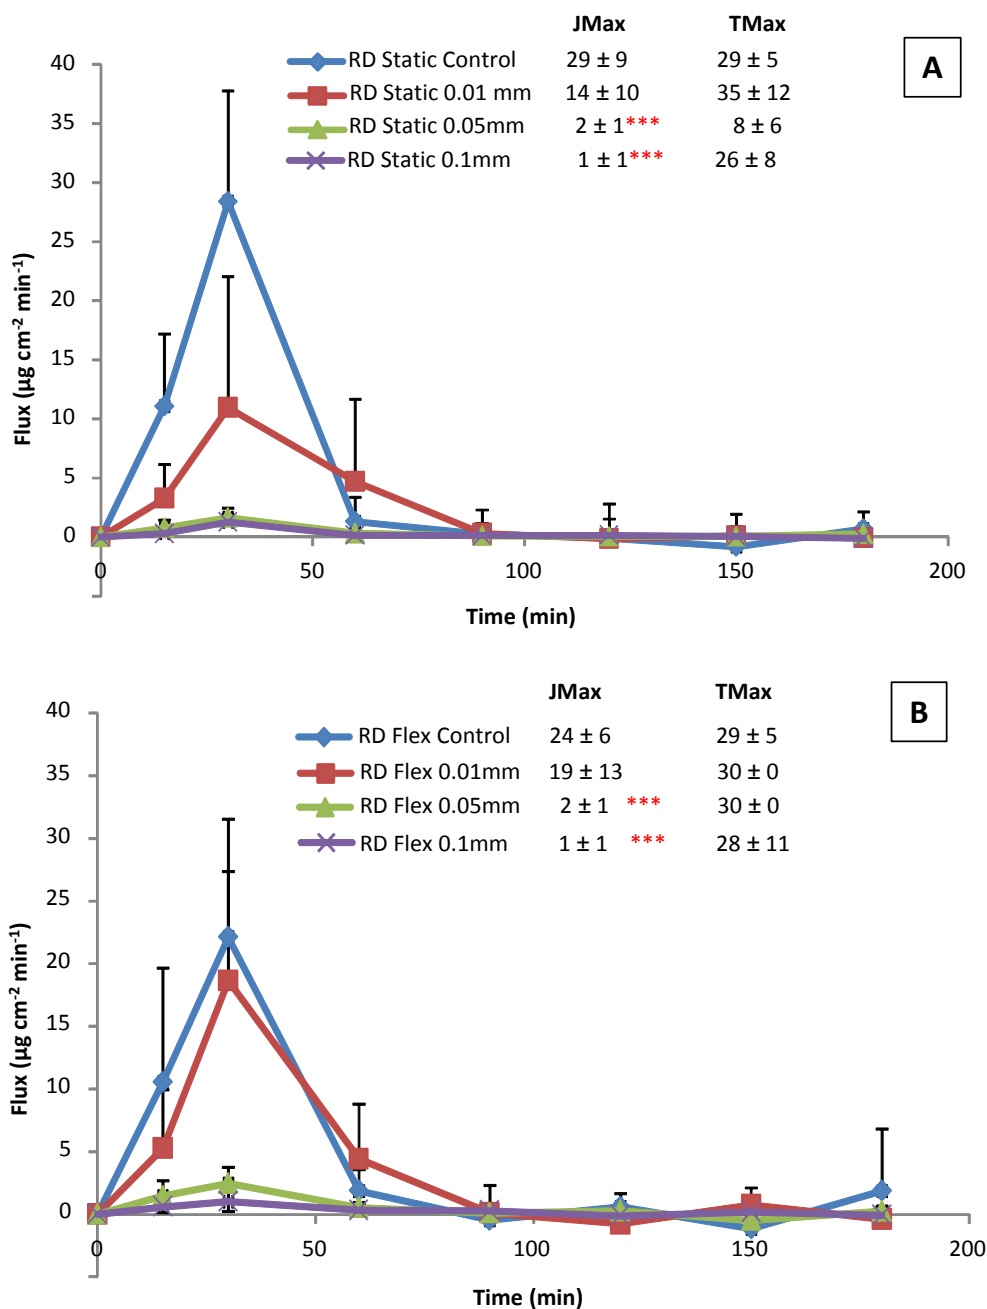 JMax TMax
RD Static Control 29 ± 9 29 ± 5
A
RD Static 0.01 mm 14 ± 10 35 ± 12
RD Static 0.05mm 2 ± 1*** 8 ± 6
RD Static 0.1mm 1 ± 1*** 26 ± 8
40
35
30
25
20
15
10
5
0
Flux (µg cm-2 min-1)
0 50 100 150 200
Time (min)
JMax TMax
B
RD Flex Control 24 ± 6 29 ± 5
RD Flex 0.01mm 19 ± 13 30 ± 0
RD Flex 0.05mm 2 ± 1 *** 30 ± 0
RD Flex 0.1mm 1 ± 1 *** 28 ± 11
40
35
30
25
20
15
10
5
0
Flux (µg cm-2 min-1)
0 50 100 150 200
Time (min)